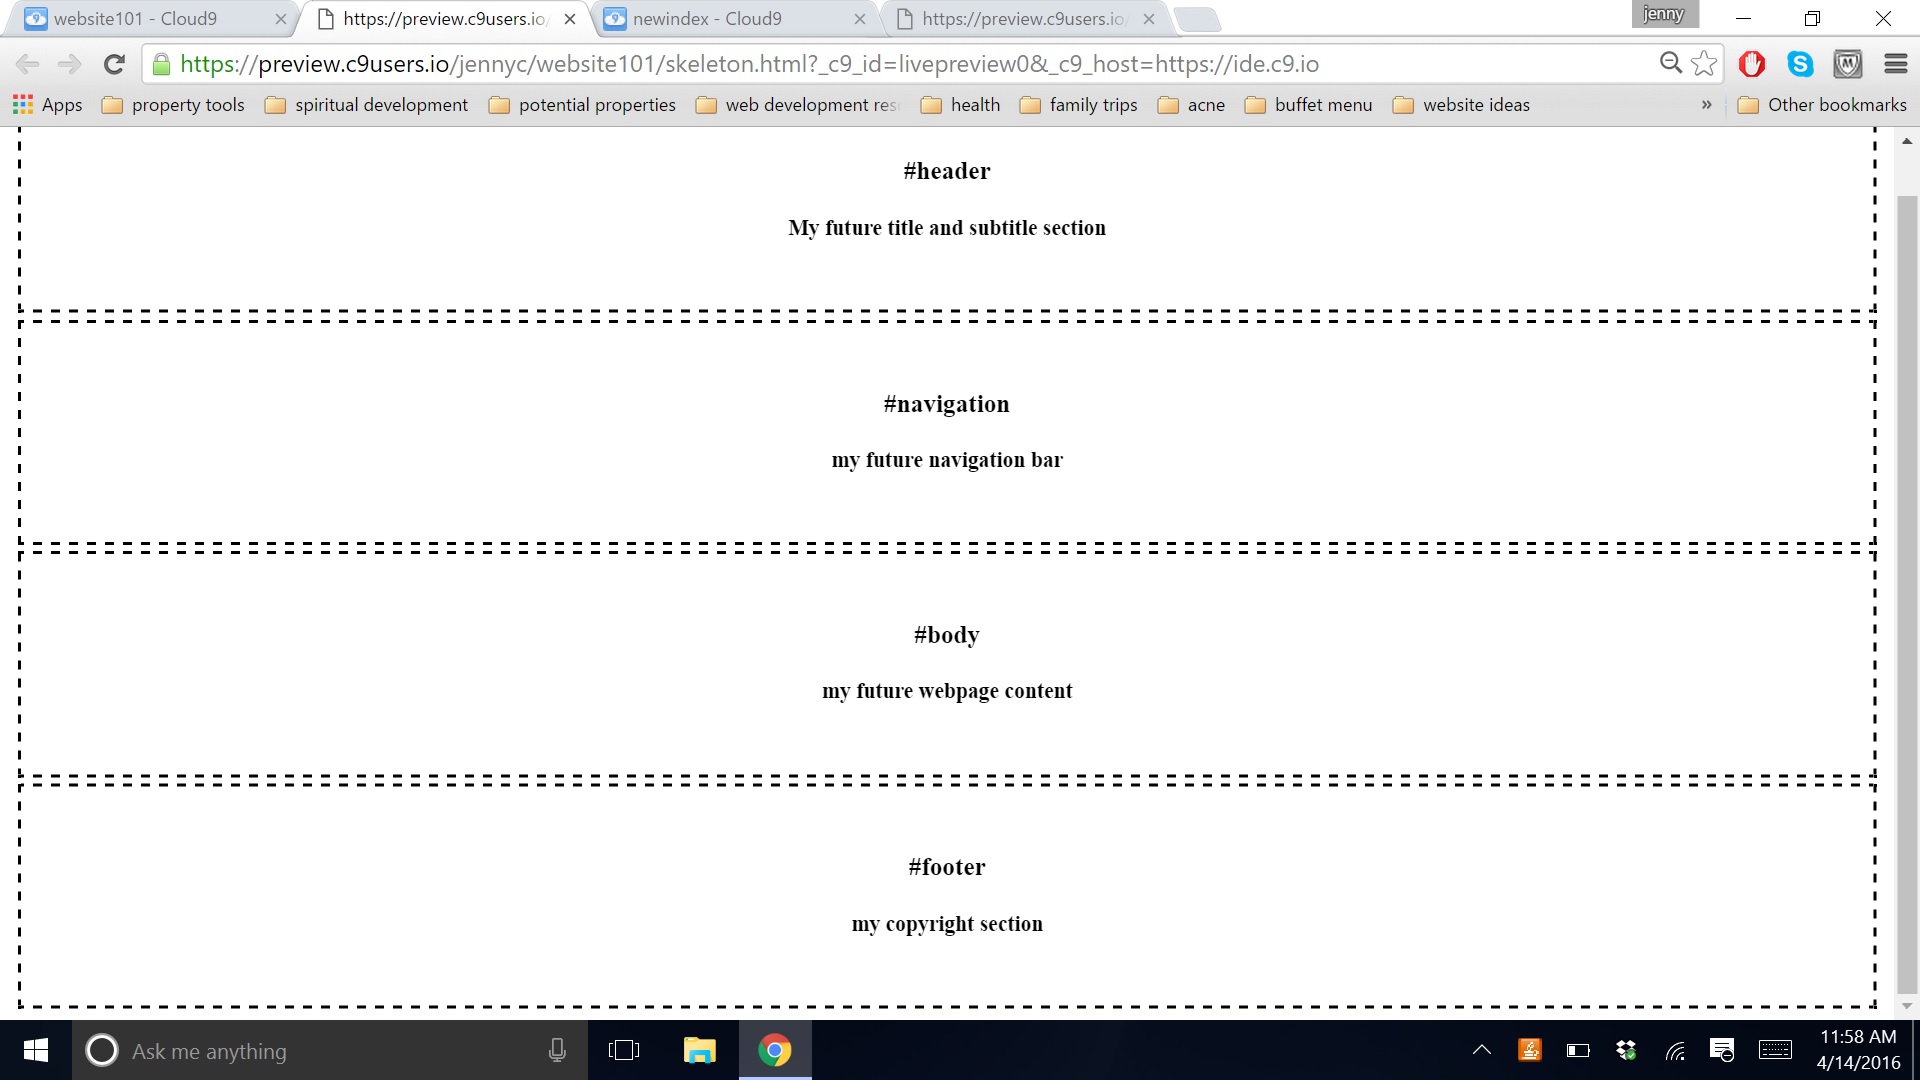 website101 - Cloud9
https://preview.c9users.io/
newindex - Cloud9
https://preview.c9users.io/
jenny
https://preview.c9users.io/jennyc/website101/skeleton.html?_c9_id=livepreview0&_c9_host=https://ide.c9.io
Apps
property tools
spiritual development
potential properties
web development res
health
family trips
acne
buffet menu
website ideas
»
Other bookmarks
#header
My future title and subtitle section
#navigation
my future navigation bar
#body
my future webpage content
#footer
my copyright section
Ask me anything
11:58 AM
4/14/2016